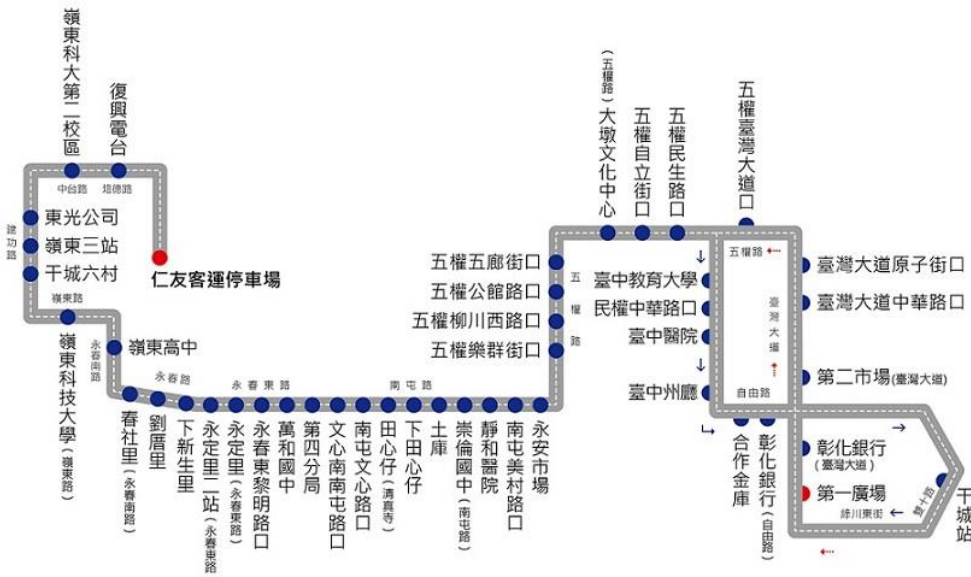 嶺東科大第二校區
復興電台
中台路
培德路
建功路
東光公司
嶺東三站
干城六村
仁友客運停車場
嶺東路
嶺東科技大學(嶺東路)
永春南路
嶺東高中
永春路
永春東路
南屯路
春社里(永春南路)
劉厝里
下新生里
永定里二站(永春東路
永定里(永春東路)
永春東黎明路口
萬和國中
第四分局
文心南南屯路口
南屯文心路口
田心仔(清真寺)
下田心仔
土庫
崇倫國中(南屯路)
靜和醫院
南屯美村路口
永安市場
五權樂群街口
五權柳川西路口
五權公館路口
五權五廊街口
五權路
(五權路)大墩文化中心
五權自立街口
五權民生路口
五權臺灣大道口
五權路
臺中教育大學
民權中華路口
臺中醫院
臺中州廳
臺灣大道
自由路
臺灣大道原子街口
臺灣大道中華路口
第二市場(臺灣大道)
合作金庫
彰化銀行(自由路)
彰化銀行
(臺灣大道)
第一廣場
綠川東街
雙十路
干城站